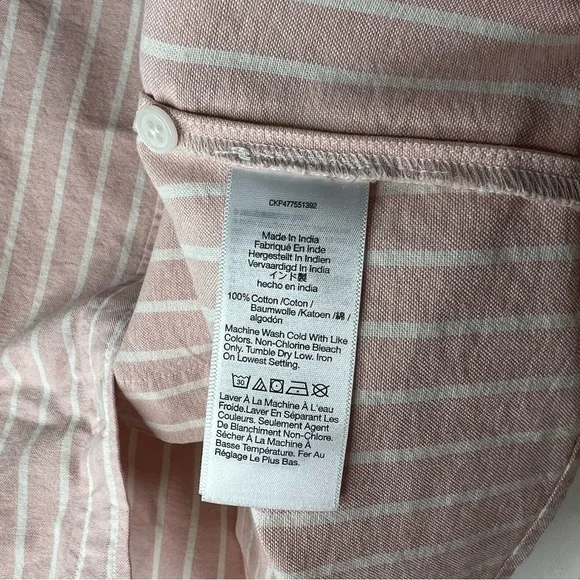 CKP477551392
Made In India
Fabriqué En Inde
Hergestellt In Indien
Vervaardigd In India
インド製
hecho en india
100% Cotton /Coton /
Baumwolle /Katoen /綿 /
algodón
Machine Wash Cold With Like
Colors. Non-Chlorine Bleach
Only. Tumble Dry Low. Iron
On Lowest Setting.
30
Laver À La Machine À L'eau
Froide.Laver En Séparant Les
Couleurs. Seulement Agent
De Blanchiment Non-Chlore.
Sécher À La Machine À
Basse Température. Fer Au
Réglage Le Plus Bas.